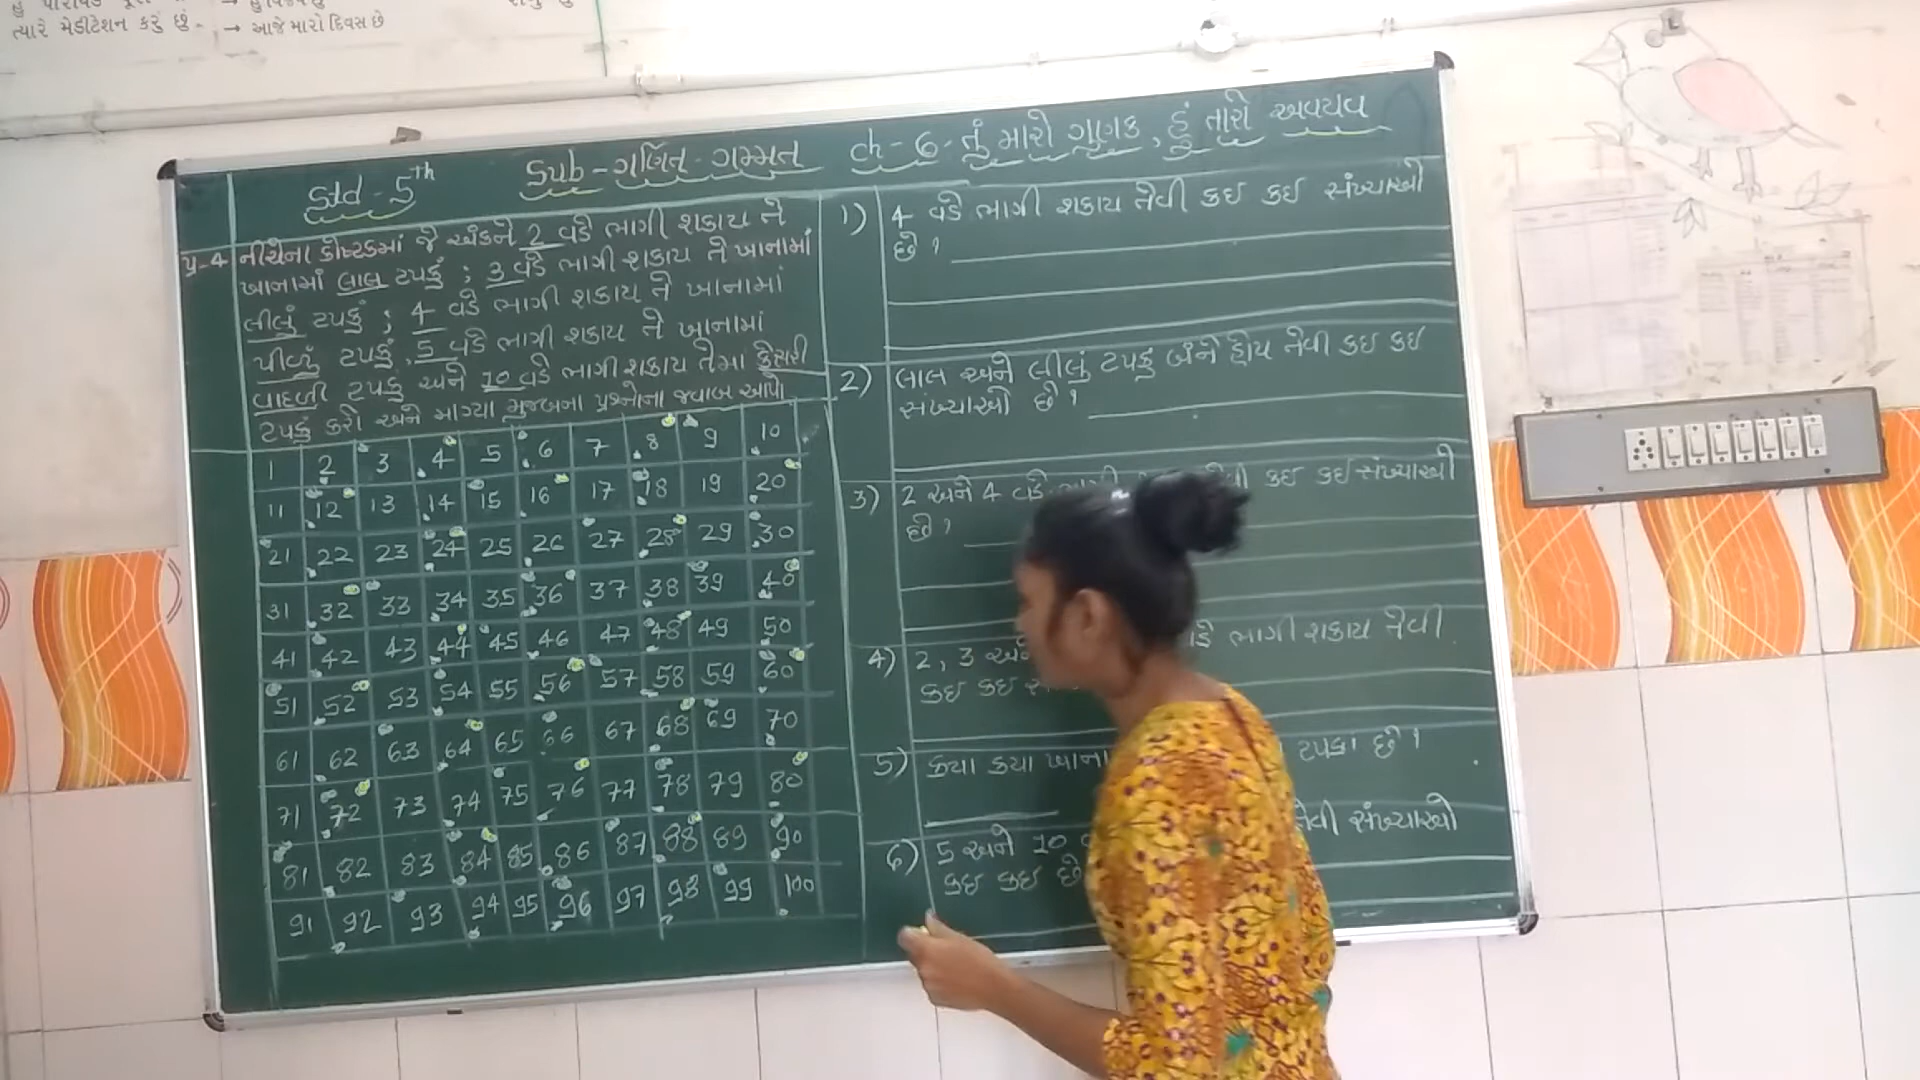 ત્યારે મેડીટેશન કરું છું. → આજે મારો દિવસ છે
Std - 5th Sub - ગણિત-ગમ્મત ch - 6 - તું મારો ગુણક, હું તારો અવયવ
પ્ર-4 નીચેના કોષ્ટકમાં જે અંકને 2 વડે ભાગી શકાય તે
ખાનામાં લાલ ટપકું ; 3 વડે ભાગી શકાય તે ખાનામાં
લીલું ટપકું ; 4 વડે ભાગી શકાય તે ખાનામાં
પીળું ટપકું, 5 વડે ભાગી શકાય તે ખાનામાં
વાદળી ટપકું અને 10 વડે ભાગી શકાય તેમા કેસરી
ટપકું કરો અને માગ્યા મુજબના પ્રશ્નોના જવાબ આપો
1 2 3 4 5 6 7 8 9 10
11 12 13 14 15 16 17 18 19 20
21 22 23 24 25 26 27 28 29 30
31 32 33 34 35 36 37 38 39 40
41 42 43 44 45 46 47 48 49 50
51 52 53 54 55 56 57 58 59 60
61 62 63 64 65 66 67 68 69 70
71 72 73 74 75 76 77 78 79 80
81 82 83 84 85 86 87 88 89 90
91 92 93 94 95 96 97 98 99 100
1) 4 વડે ભાગી શકાય તેવી કઇ કઇ સંખ્યાઓ
છે ?
2) લાલ અને લીલું ટપકું બંને હોય તેવી કઇ કઇ
સંખ્યાઓ છે ?
3) 2 અને 4 વડે કઇ કઇ સંખ્યાઓ
છે ?
4) 2, 3 ભાગી શકાય તેવી
કઇ કઇ
5) કયા કયા ટપકાં છે ?
6) 5 અને 10 તેવી સંખ્યાઓ
કઇ કઇ છે